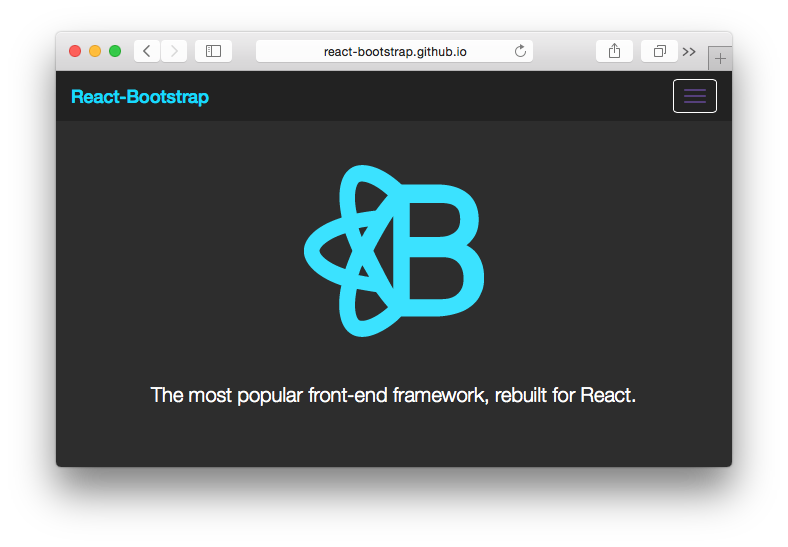 react-bootstrap.github.io
React-Bootstrap
B
The most popular front-end framework, rebuilt for React.